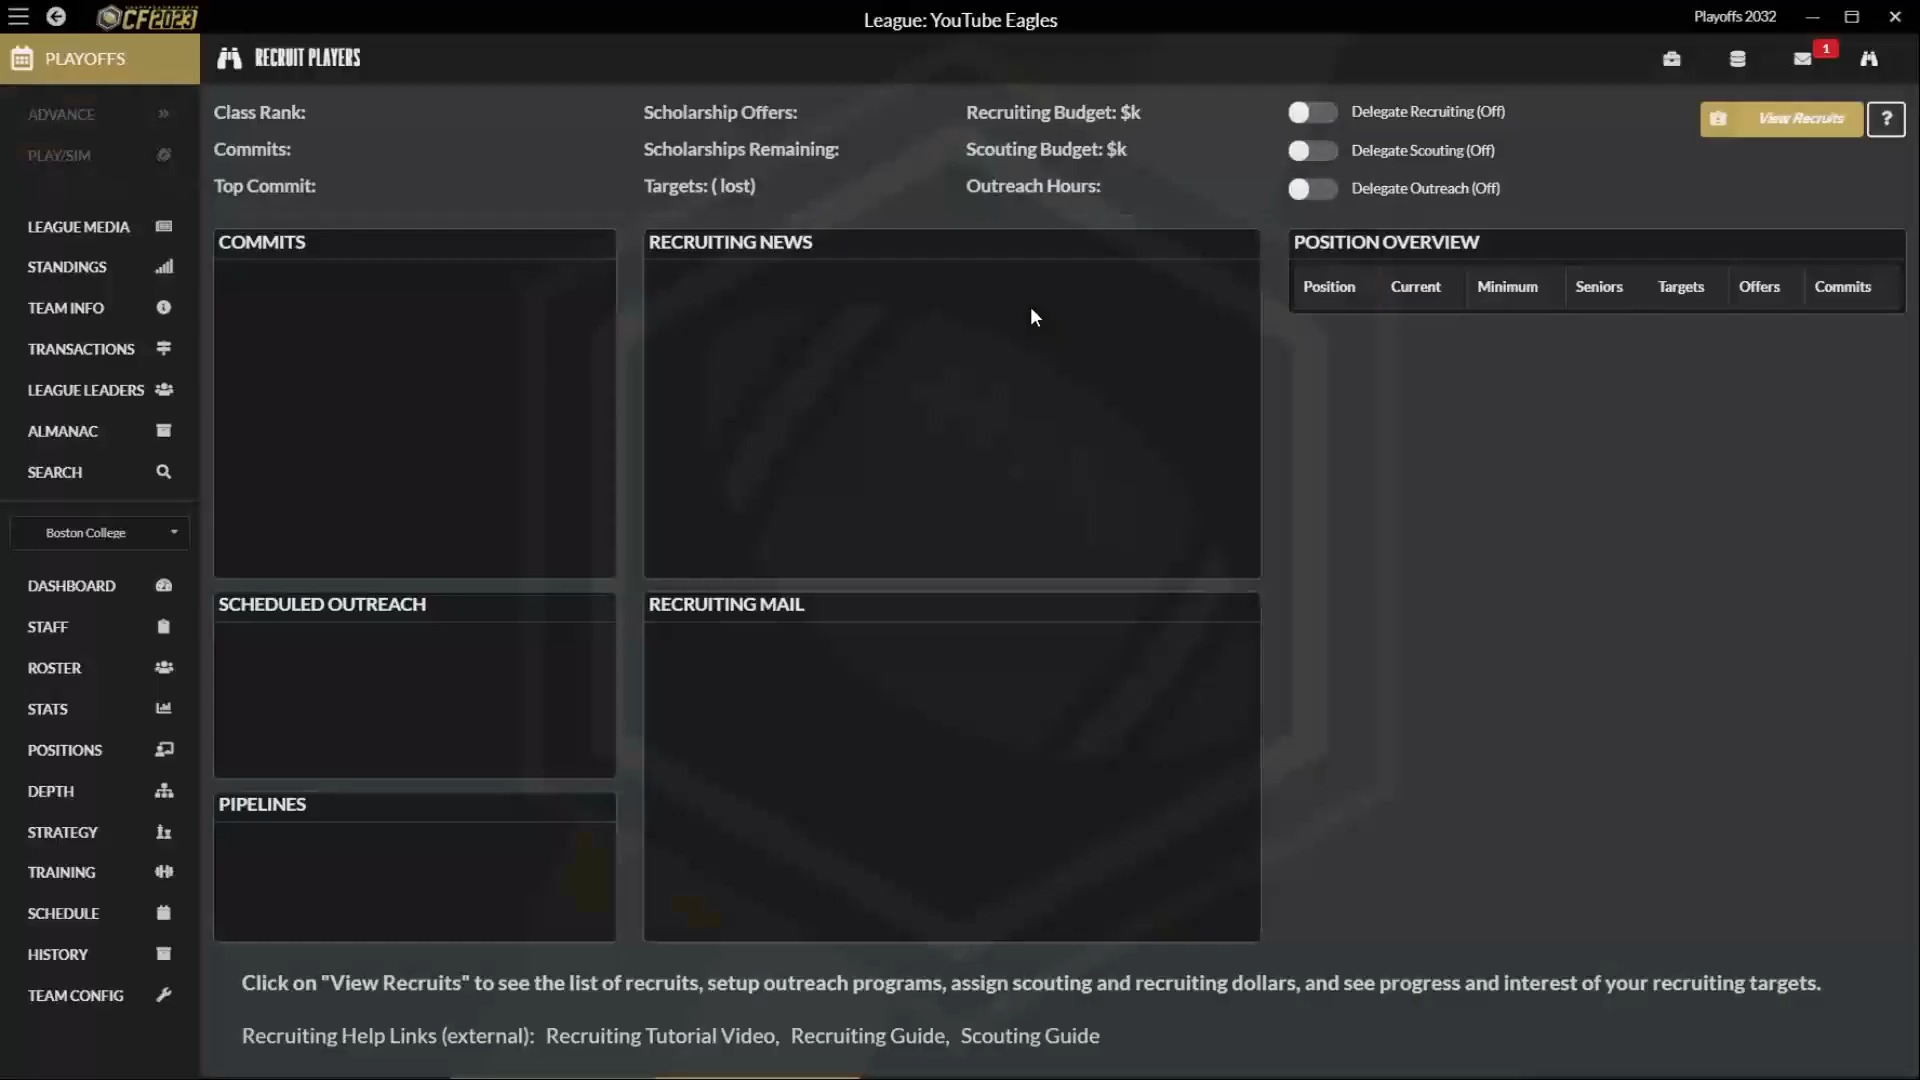 CF2023
League: YouTube Eagles
Playoffs 2032
PLAYOFFS
RECRUIT PLAYERS
1
ADVANCE
PLAY/SIM
LEAGUE MEDIA
STANDINGS
TEAM INFO
TRANSACTIONS
LEAGUE LEADERS
ALMANAC
SEARCH
Boston College
DASHBOARD
STAFF
ROSTER
STATS
POSITIONS
DEPTH
STRATEGY
TRAINING
SCHEDULE
HISTORY
TEAM CONFIG
Class Rank:
Commits:
Top Commit:
Scholarship Offers:
Scholarships Remaining:
Targets: ( lost)
Recruiting Budget: $k
Scouting Budget: $k
Outreach Hours:
Delegate Recruiting (Off)
Delegate Scouting (Off)
Delegate Outreach (Off)
View Recruits
?
COMMITS
RECRUITING NEWS
POSITION OVERVIEW
Position Current Minimum Seniors Targets Offers Commits
SCHEDULED OUTREACH
RECRUITING MAIL
PIPELINES
Click on "View Recruits" to see the list of recruits, setup outreach programs, assign scouting and recruiting dollars, and see progress and interest of your recruiting targets.
Recruiting Help Links (external): Recruiting Tutorial Video, Recruiting Guide, Scouting Guide